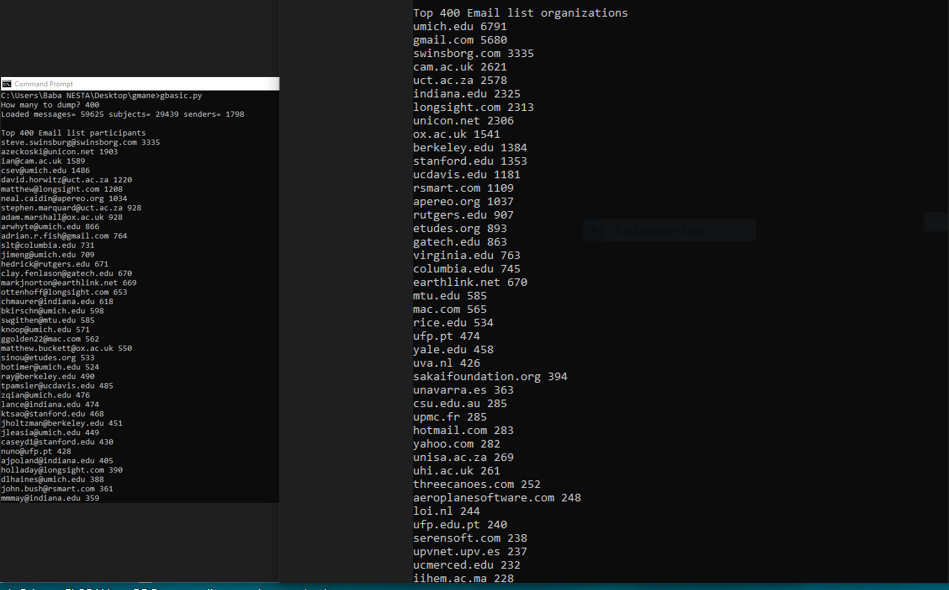 Command Prompt
C:\Users\Baba NESTA\Desktop\gmane>gbasic.py
How many to dump? 400
Loaded messages= 59625 subjects= 29439 senders= 1798
Top 400 Email list participants
steve.swinsburg@swinsborg.com 3335
azeckoski@unicon.net 1903
ian@cam.ac.uk 1589
csev@umich.edu 1486
david.horwitz@uct.ac.za 1220
matthew@longsight.com 1208
neal.caidin@apereo.org 1034
stephen.marquard@uct.ac.za 928
adam.marshall@ox.ac.uk 928
arwhyte@umich.edu 866
adrian.r.fish@gmail.com 764
slt@columbia.edu 731
jimeng@umich.edu 709
hedrick@rutgers.edu 671
clay.fenlason@gatech.edu 670
markjnorton@earthlink.net 669
ottenhoff@longsight.com 653
chmaurer@indiana.edu 618
bkirschn@umich.edu 598
swgithen@mtu.edu 585
knoop@umich.edu 571
ggolden22@mac.com 562
matthew.buckett@ox.ac.uk 550
sinou@etudes.org 533
botimer@umich.edu 524
ray@berkeley.edu 490
tpamsler@ucdavis.edu 485
zqian@umich.edu 476
lance@indiana.edu 474
ktsao@stanford.edu 468
jholtzman@berkeley.edu 451
jleasia@umich.edu 449
caseyd1@stanford.edu 430
nuno@ufp.pt 428
ajpoland@indiana.edu 405
holladay@longsight.com 390
dlhaines@umich.edu 388
john.bush@rsmart.com 361
mmmay@indiana.edu 359
Top 400 Email list organizations
umich.edu 6791
gmail.com 5680
swinsborg.com 3335
cam.ac.uk 2621
uct.ac.za 2578
indiana.edu 2325
longsight.com 2313
unicon.net 2306
ox.ac.uk 1541
berkeley.edu 1384
stanford.edu 1353
ucdavis.edu 1181
rsmart.com 1109
apereo.org 1037
rutgers.edu 907
etudes.org 893
gatech.edu 863
virginia.edu 763
columbia.edu 745
earthlink.net 670
mtu.edu 585
mac.com 565
rice.edu 534
ufp.pt 474
yale.edu 458
uva.nl 426
sakaifoundation.org 394
unavarra.es 363
csu.edu.au 285
upmc.fr 285
hotmail.com 283
yahoo.com 282
unisa.ac.za 269
uhi.ac.uk 261
threecanoes.com 252
aeroplanesoftware.com 248
loi.nl 244
ufp.edu.pt 240
serensoft.com 238
upvnet.upv.es 237
ucmerced.edu 232
iihem.ac.ma 228
Rectangular Snip